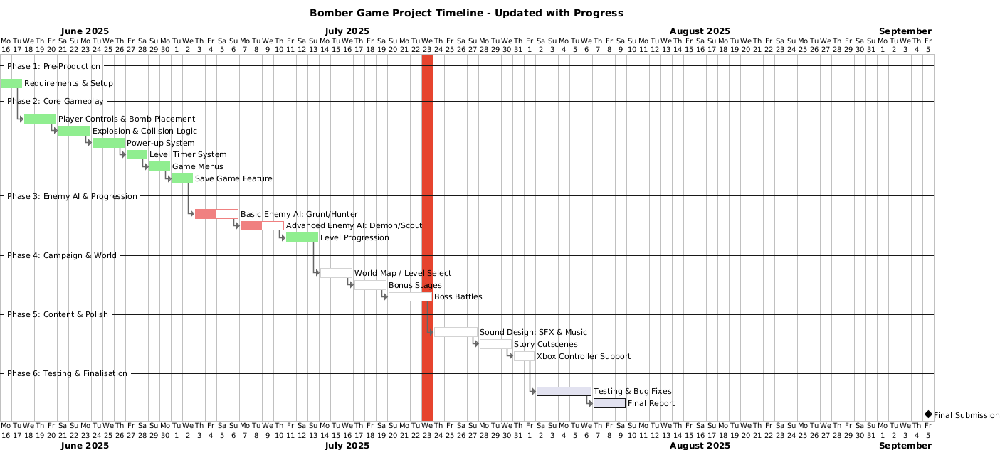 Bomber Game Project Timeline - Updated with Progress
June 2025 July 2025 August 2025 September
Mo Tu We Th Fr Sa Su Mo Tu We Th Fr Sa Su Mo Tu We Th Fr Sa Su Mo Tu We Th Fr Sa Su Mo Tu We Th Fr Sa Su Mo Tu We Th Fr Sa Su Mo Tu We Th Fr Sa Su Mo Tu We Th Fr Sa Su Mo Tu We Th Fr Sa Su Mo Tu We Th Fr Sa Su Mo Tu We Th Fr Sa Su Mo Tu We Th Fr
16 17 18 19 20 21 22 23 24 25 26 27 28 29 30 1 2 3 4 5 6 7 8 9 10 11 12 13 14 15 16 17 18 19 20 21 22 23 24 25 26 27 28 29 30 31 1 2 3 4 5 6 7 8 9 10 11 12 13 14 15 16 17 18 19 20 21 22 23 24 25 26 27 28 29 30 31 1 2 3 4 5
Phase 1: Pre-Production
Requirements & Setup
Phase 2: Core Gameplay
Player Controls & Bomb Placement
Explosion & Collision Logic
Power-up System
Level Timer System
Game Menus
Save Game Feature
Phase 3: Enemy AI & Progression
Basic Enemy AI: Grunt/Hunter
Advanced Enemy AI: Demon/Scout
Level Progression
Phase 4: Campaign & World
World Map / Level Select
Bonus Stages
Boss Battles
Phase 5: Content & Polish
Sound Design: SFX & Music
Story Cutscenes
Xbox Controller Support
Phase 6: Testing & Finalisation
Testing & Bug Fixes
Final Report
Final Submission
Mo Tu We Th Fr Sa Su Mo Tu We Th Fr Sa Su Mo Tu We Th Fr Sa Su Mo Tu We Th Fr Sa Su Mo Tu We Th Fr Sa Su Mo Tu We Th Fr Sa Su Mo Tu We Th Fr Sa Su Mo Tu We Th Fr Sa Su Mo Tu We Th Fr Sa Su Mo Tu We Th Fr Sa Su Mo Tu We Th Fr Sa Su Mo Tu We Th Fr
16 17 18 19 20 21 22 23 24 25 26 27 28 29 30 1 2 3 4 5 6 7 8 9 10 11 12 13 14 15 16 17 18 19 20 21 22 23 24 25 26 27 28 29 30 31 1 2 3 4 5 6 7 8 9 10 11 12 13 14 15 16 17 18 19 20 21 22 23 24 25 26 27 28 29 30 31 1 2 3 4 5
June 2025 July 2025 August 2025 September